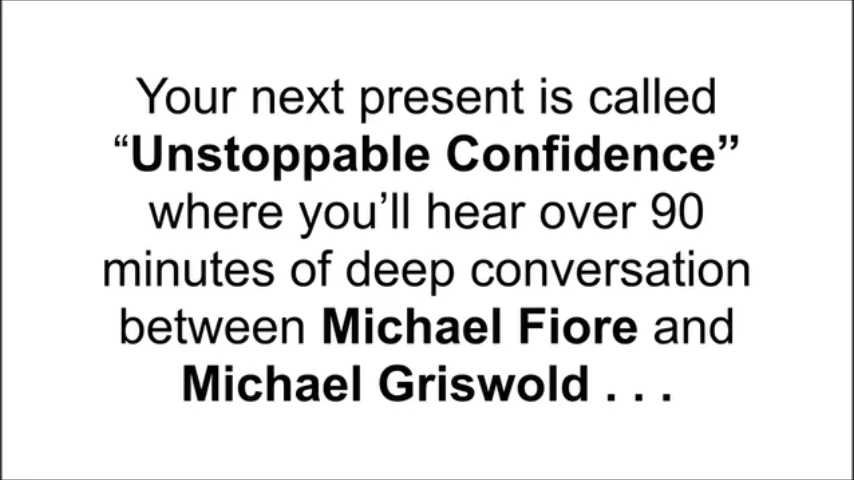 Your next present is called
“Unstoppable Confidence”
where you’ll hear over 90
minutes of deep conversation
between Michael Fiore and
Michael Griswold . . .